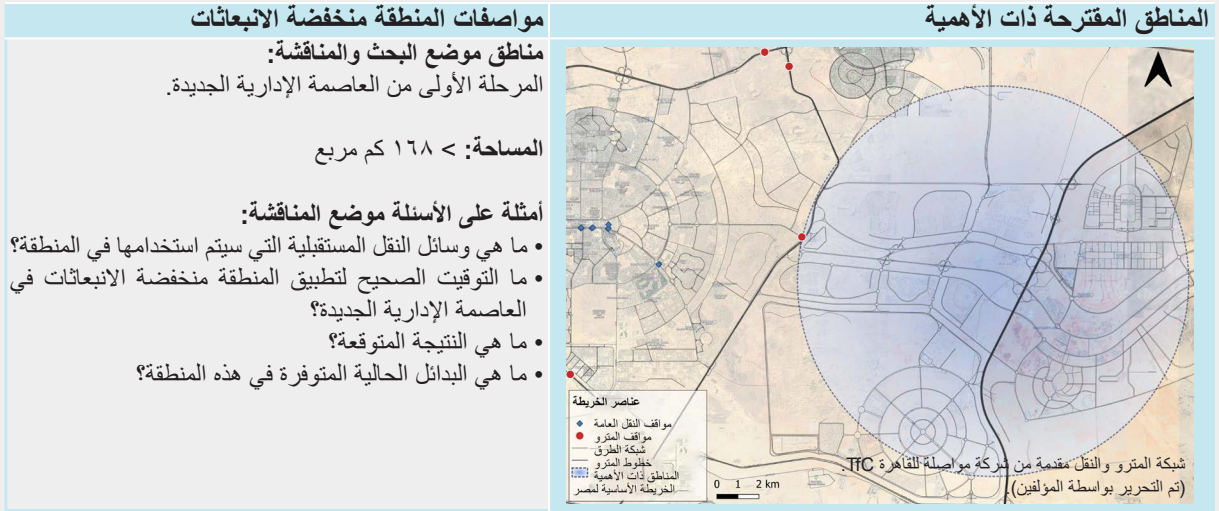 المناطق المقترحة ذات الأهمية
مواصفات المنطقة منخفضة الانبعاثات
مناطق موضع البحث والمناقشة:
المرحلة الأولى من العاصمة الإدارية الجديدة.
المساحة: > ١٦٨ كم مربع
أمثلة على الأسئلة موضع المناقشة:
• ما هي وسائل النقل المستقبلية التي سيتم استخدامها في المنطقة؟
• ما التوقيت الصحيح لتطبيق المنطقة منخفضة الانبعاثات في
العاصمة الإدارية الجديدة؟
• ما هي النتيجة المتوقعة؟
• ما هي البدائل الحالية المتوفرة في هذه المنطقة؟
عناصر الخريطة
مواقف النقل العامة
مواقف المترو
شبكة الطرق
خطوط المترو
المناطق ذات الأهمية
الخريطة الأساسية لمصر
0 1 2 km
شبكة المترو والنقل مقدمة من شركة مواصلة للقاهرة TfC.
(تم التحرير بواسطة المؤلفين).